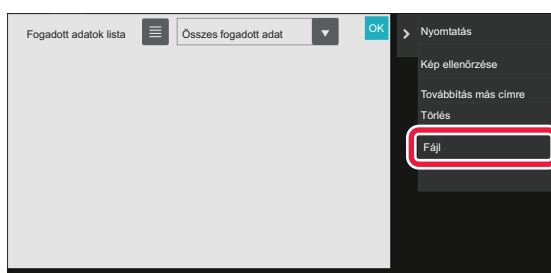 Fogadott adatok lista
Összes fogadott adat
OK
Nyomtatás
Kép ellenőrzése
Továbbítás más címre
Törlés
Fájl